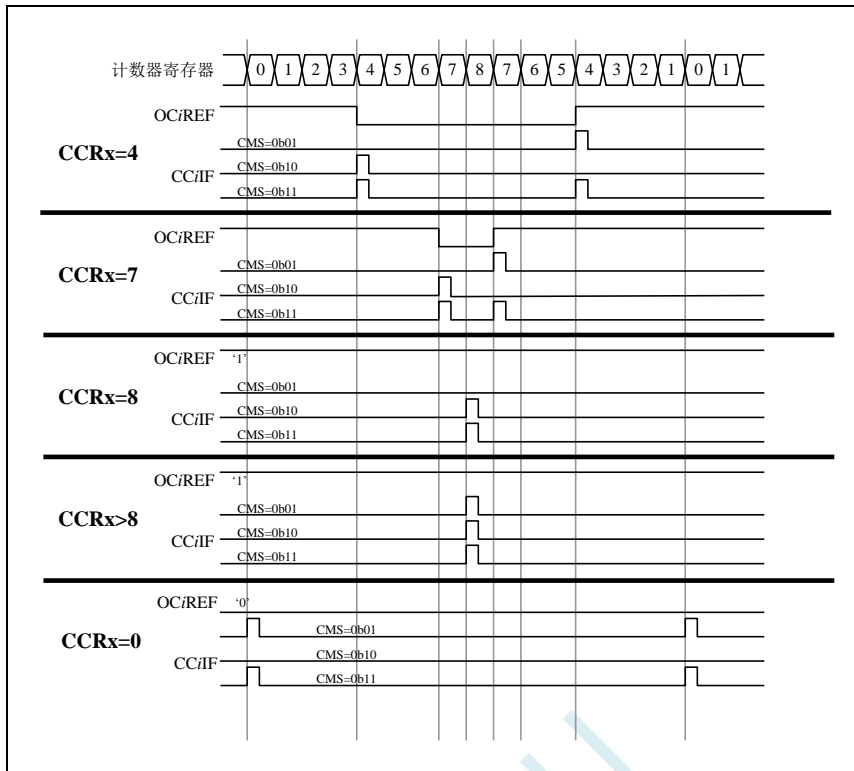 计数器寄存器 0 1 2 3 4 5 6 7 8 7 6 5 4 3 2 1 0 1
OCiREF
CCRx=4
CMS=0b01
CCiIF
CMS=0b10
CMS=0b11
OCiREF
CCRx=7
CMS=0b01
CCiIF
CMS=0b10
CMS=0b11
OCiREF ‘1’
CCRx=8
CMS=0b01
CCiIF
CMS=0b10
CMS=0b11
OCiREF ‘1’
CCRx>8
CMS=0b01
CCiIF
CMS=0b10
CMS=0b11
OCiREF ‘0’
CCRx=0
CMS=0b01
CCiIF
CMS=0b10
CMS=0b11